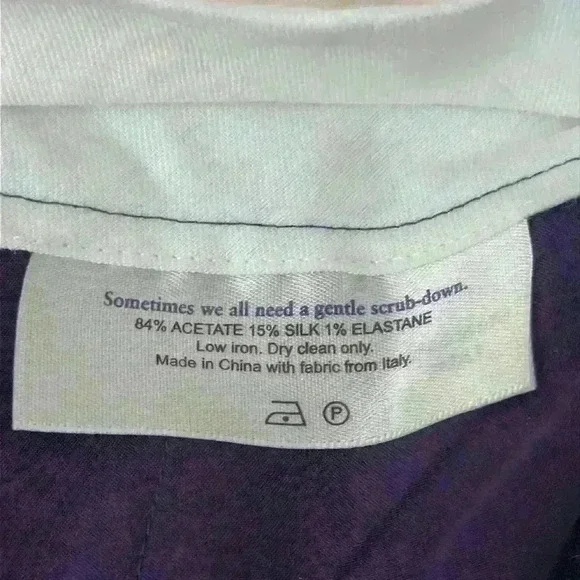 Sometimes we all need a gentle scrub-down.
84% ACETATE 15% SILK 1% ELASTANE
Low iron. Dry clean only.
Made in China with fabric from Italy.
P